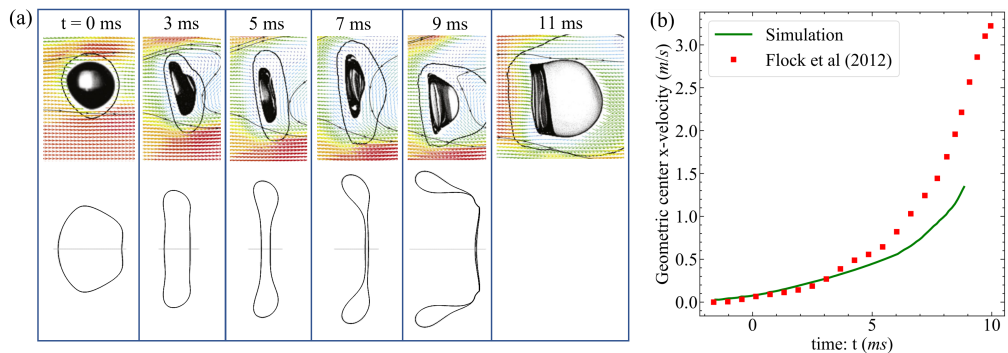 (a)
t = 0 ms
3 ms
5 ms
7 ms
9 ms
11 ms
(b)
Simulation
Flock et al (2012)
Geometric center x-velocity (m/s)
3.0
2.5
2.0
1.5
1.0
0.5
0.0
0
5
10
time: t (ms)